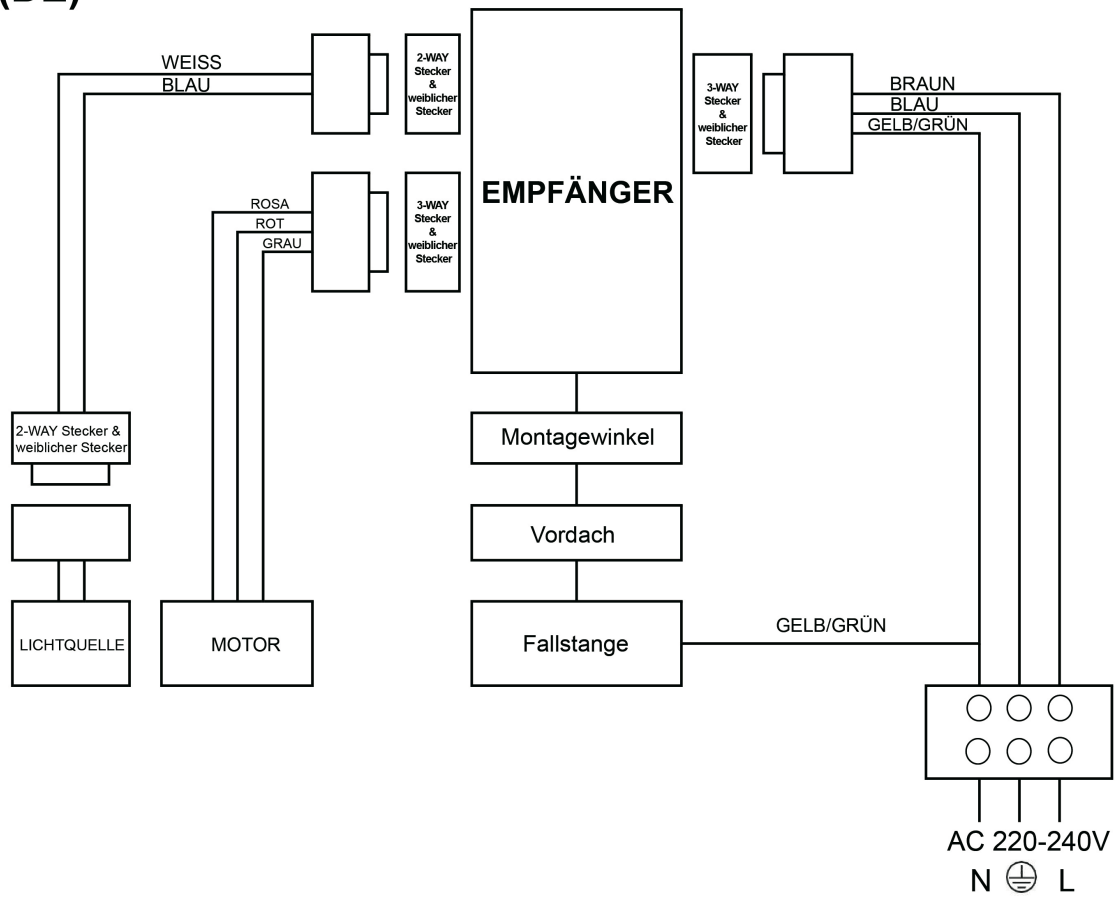 WEISS
BLAU
2-WAY
Stecker
&
weiblicher
Stecker
EMPFÄNGER
3-WAY
Stecker
&
weiblicher
Stecker
BRAUN
BLAU
GELB/GRÜN
ROSA
ROT
GRAU
3-WAY
Stecker
&
weiblicher
Stecker
2-WAY Stecker &
weiblicher Stecker
Montagewinkel
Vordach
LICHTQUELLE
MOTOR
Fallstange
GELB/GRÜN
AC 220-240V
N L